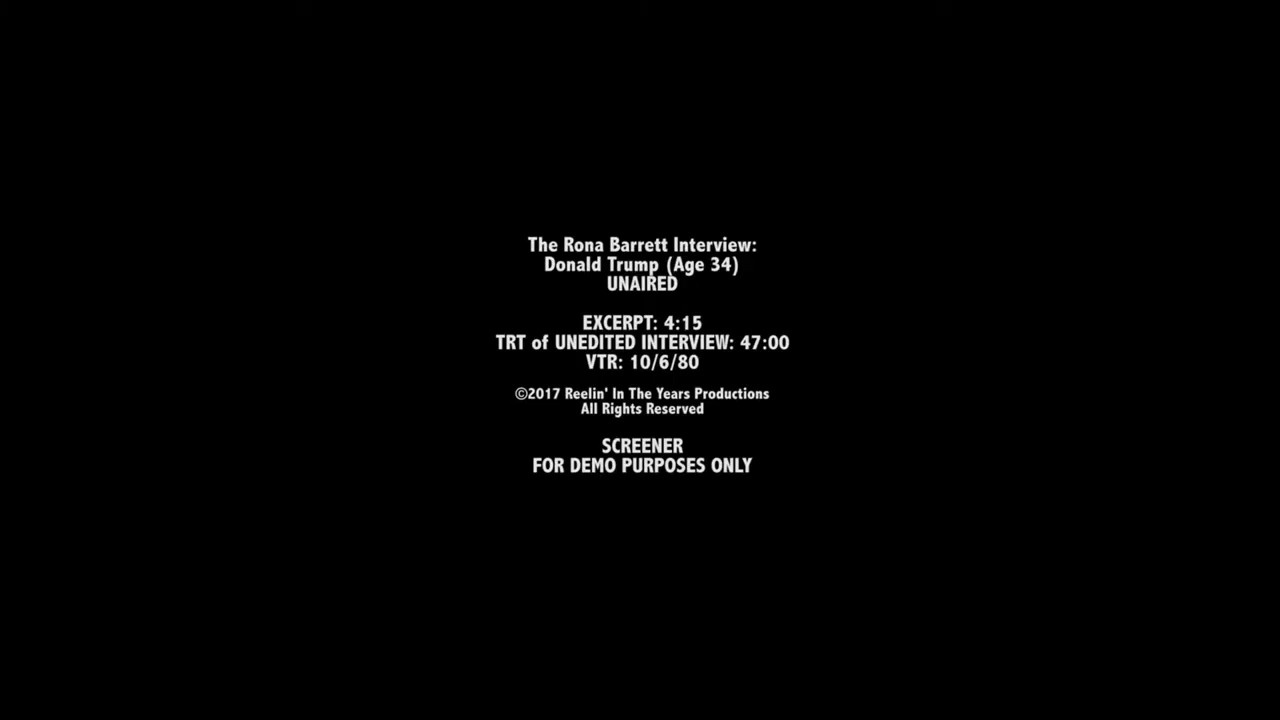 The Rona Barrett Interview:
Donald Trump (Age 34)
UNAIRED
EXCERPT: 4:15
TRT of UNEDITED INTERVIEW: 47:00
VTR: 10/6/80
©2017 Reelin' In The Years Productions
All Rights Reserved
SCREENER
FOR DEMO PURPOSES ONLY